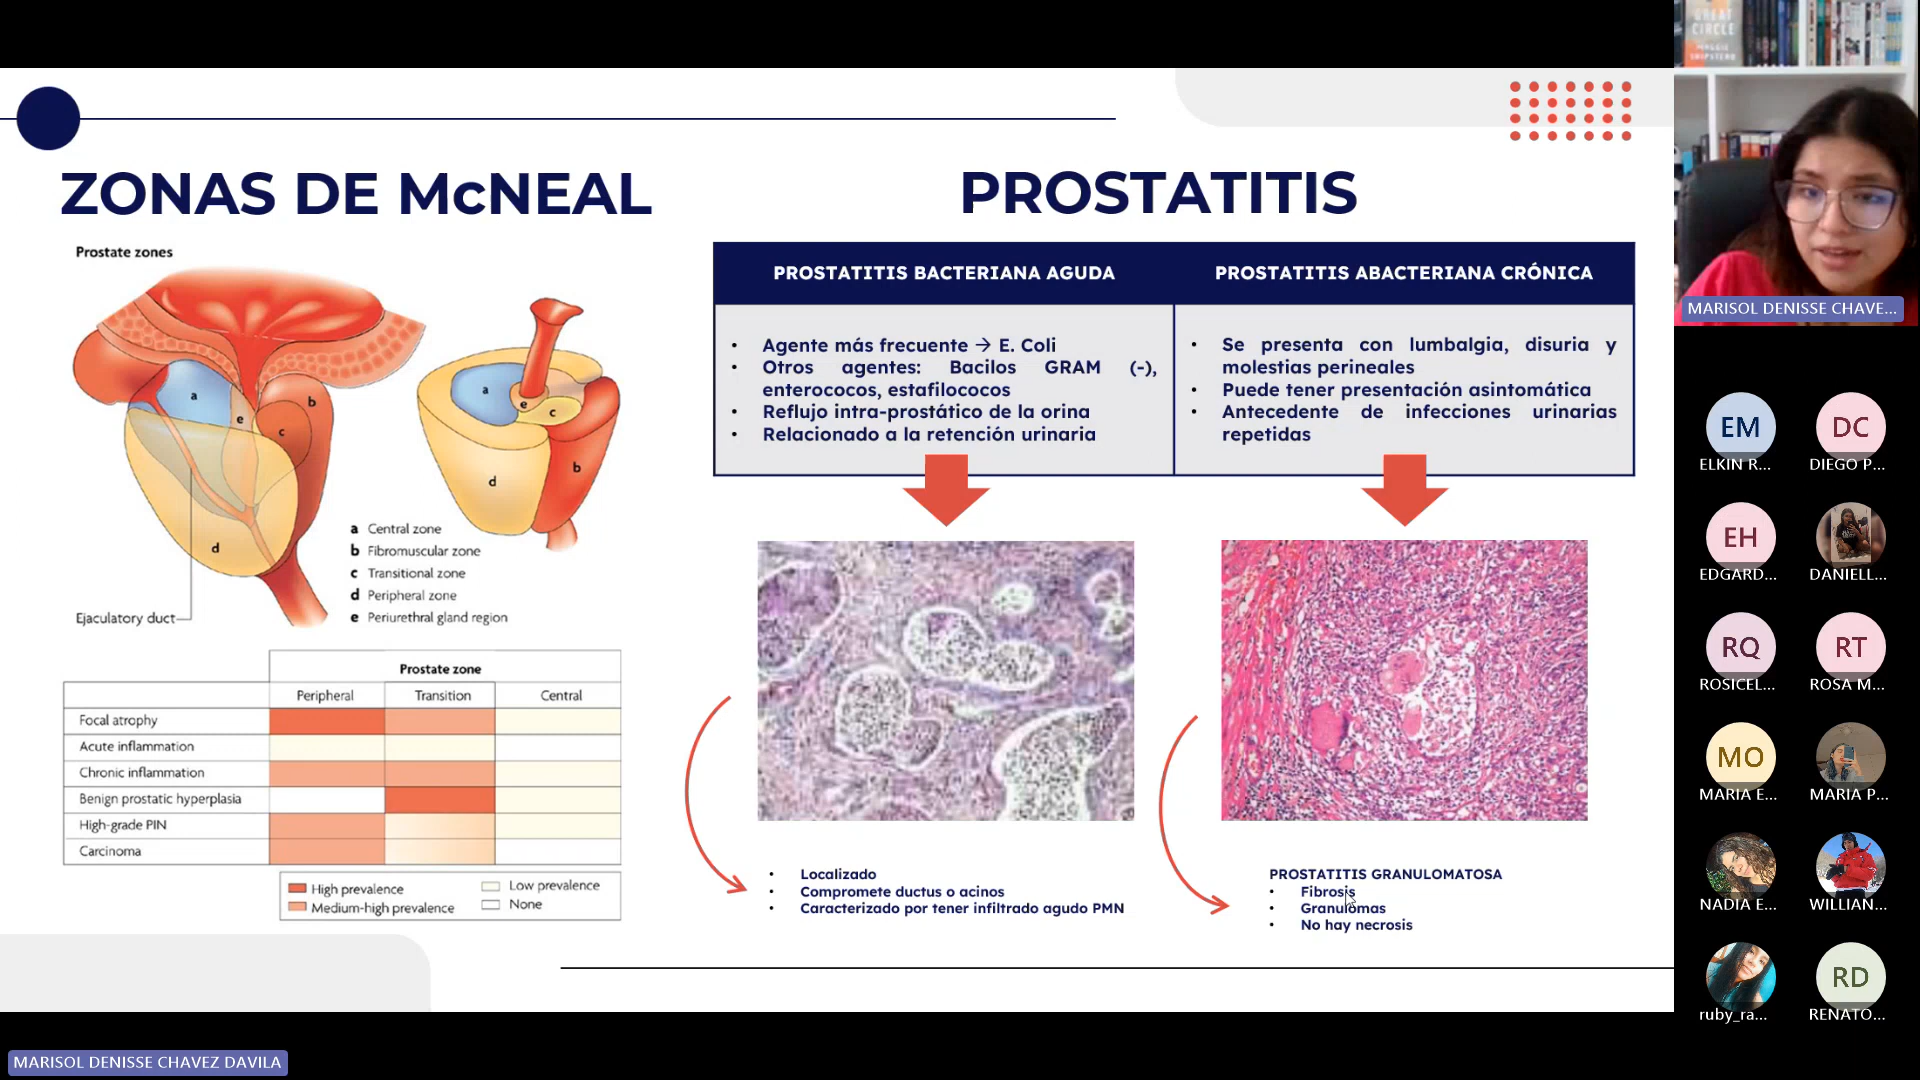 GREAT
CIRCLE
MAGGIE
SHIPSTEAD
ZONAS DE McNEAL
PROSTATITIS
Prostate zones
a
b
e
c
d
a
e
c
b
d
a Central zone
b Fibromuscular zone
c Transitional zone
d Peripheral zone
e Periurethral gland region
Ejaculatory duct
Prostate zone
Peripheral Transition Central
Focal atrophy
Acute inflammation
Chronic inflammation
Benign prostatic hyperplasia
High-grade PIN
Carcinoma
High prevalence Low prevalence
Medium-high prevalence None
PROSTATITIS BACTERIANA AGUDA
• Agente más frecuente → E. Coli
• Otros agentes: Bacilos GRAM (-),
enterococos, estafilococos
• Reflujo intra-prostático de la orina
• Relacionado a la retención urinaria
PROSTATITIS ABACTERIANA CRÓNICA
• Se presenta con lumbalgia, disuria y
molestias perineales
• Puede tener presentación asintomática
• Antecedente de infecciones urinarias
repetidas
• Localizado
• Compromete ductus o acinos
• Caracterizado por tener infiltrado agudo PMN
PROSTATITIS GRANULOMATOSA
• Fibrosis
• Granulomas
• No hay necrosis
MARISOL DENISSE CHAVE...
EM
ELKIN R...
DC
DIEGO P...
EH
EDGARD...
DANIELL...
RQ
ROSICEL...
RT
ROSA M...
MO
MARIA E...
MARIA P...
NADIA E...
WILLIAN...
ruby_ra...
RD
RENATO...
MARISOL DENISSE CHAVEZ DAVILA